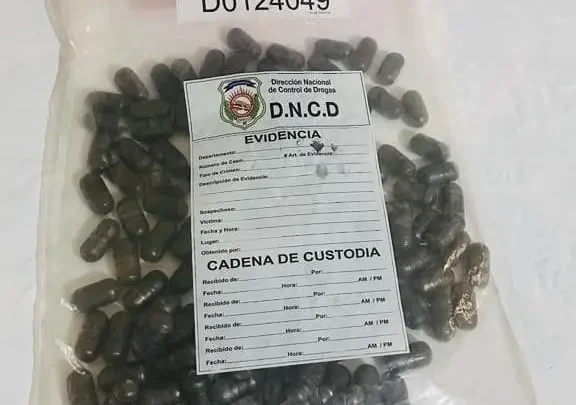 D0124049
Dirección Nacional
de Control de Drogas
D.N.C.D
EVIDENCIA
Departamento:
Número de Caso: # Art. de Evidencia
Tipo de Crimen:
Descripción de Evidencia:
Sospechoso:
Victima:
Fecha y Hora:
Lugar:
Obtenido por:
CADENA DE CUSTODIA
Recibido de: Por:
Fecha: Hora: AM / PM
Recibido de: Por:
Fecha: Hora: AM / PM
Recibido de: Por:
Fecha: Hora: AM / PM
Recibido de: Por:
Fecha: Hora: AM / PM